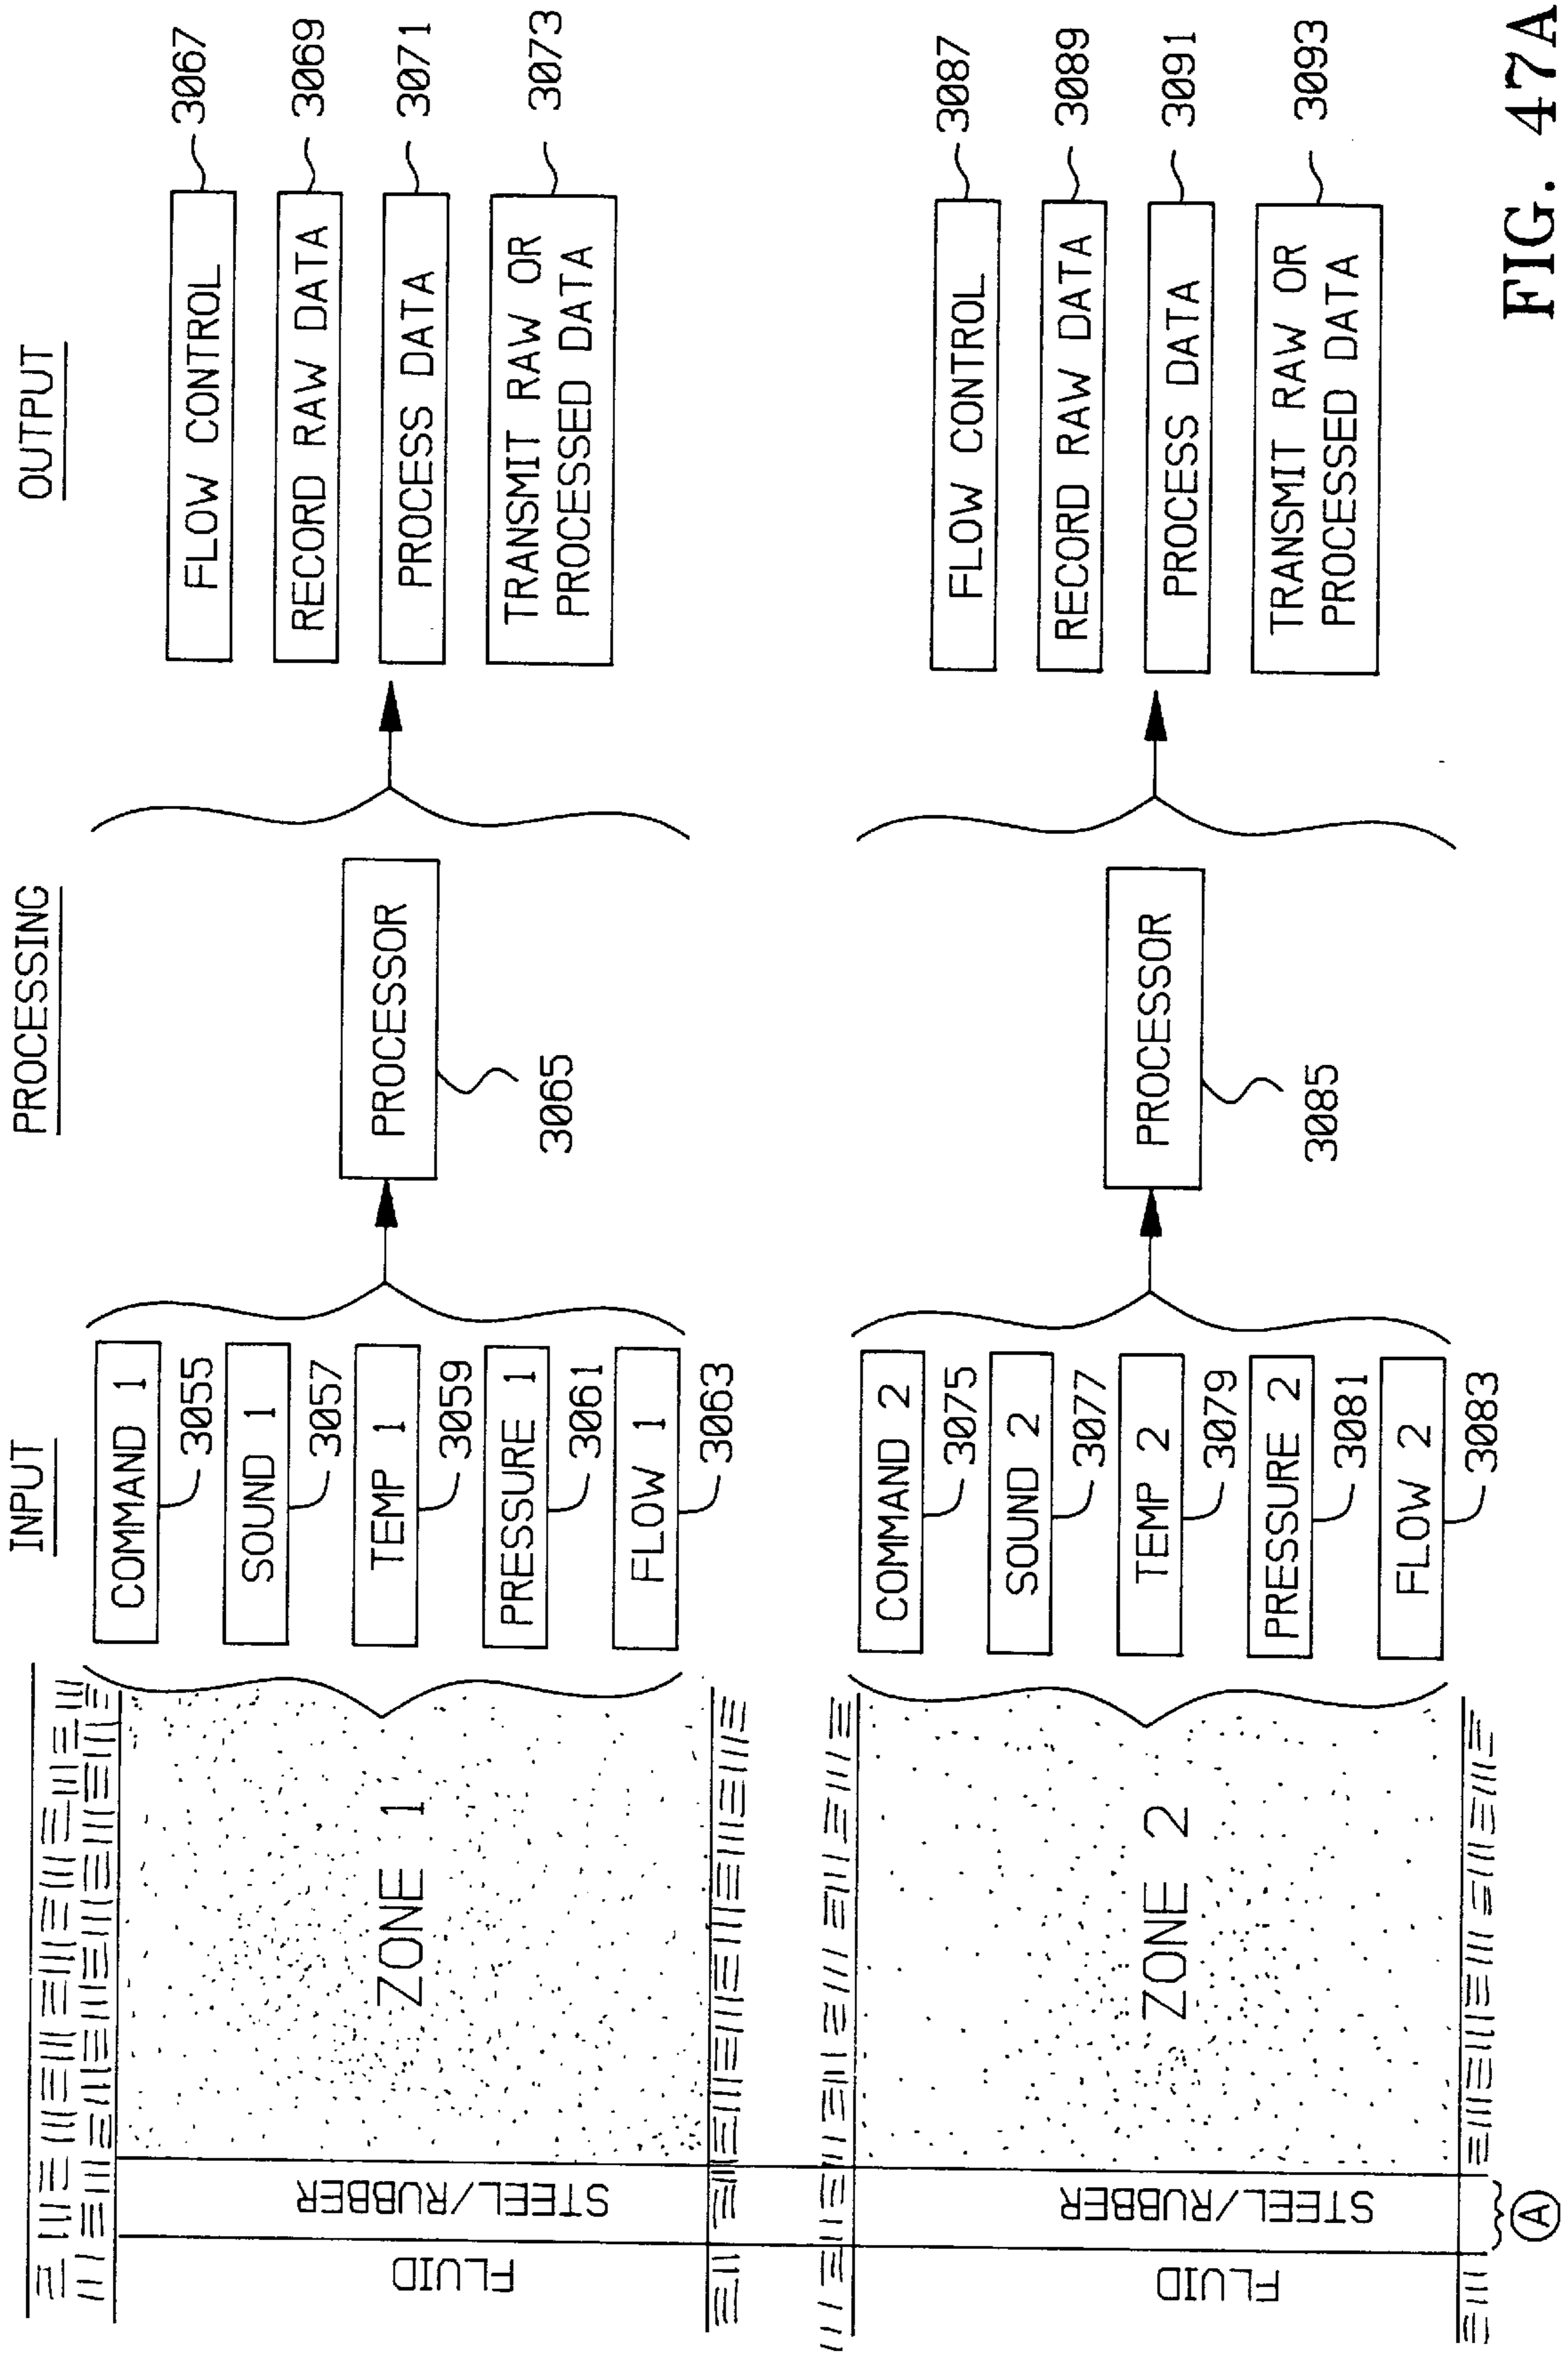 INPUT
PROCESSING
OUTPUT
FLUID
STEEL/RUBBER
ZONE 1
COMMAND 1
3055
SOUND 1
3057
TEMP 1
3059
PRESSURE 1
3061
FLOW 1
3063
PROCESSOR
3065
FLOW CONTROL
3067
RECORD RAW DATA
3069
PROCESS DATA
3071
TRANSMIT RAW OR
PROCESSED DATA
3073
FLUID
STEEL/RUBBER
ZONE 2
COMMAND 2
3075
SOUND 2
3077
TEMP 2
3079
PRESSURE 2
3081
FLOW 2
3083
PROCESSOR
3085
FLOW CONTROL
3087
RECORD RAW DATA
3089
PROCESS DATA
3091
TRANSMIT RAW OR
PROCESSED DATA
3093
A
FIG. 47A